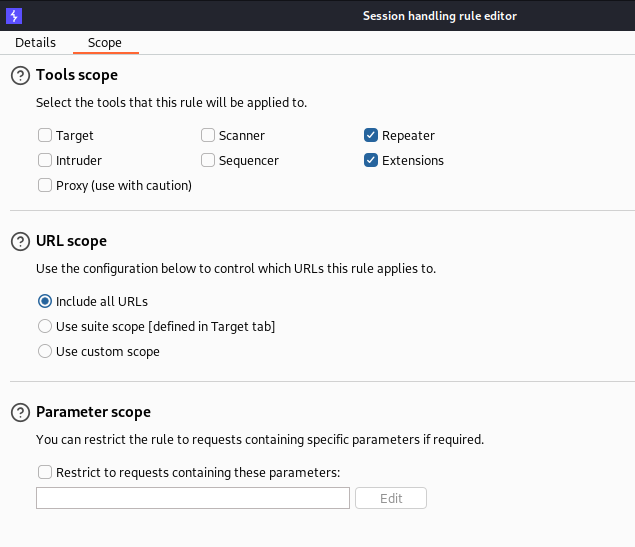 Session handling rule editor
Details Scope
Tools scope
Select the tools that this rule will be applied to.
Target Scanner Repeater
Intruder Sequencer Extensions
Proxy (use with caution)
URL scope
Use the configuration below to control which URLs this rule applies to.
Include all URLs
Use suite scope [defined in Target tab]
Use custom scope
Parameter scope
You can restrict the rule to requests containing specific parameters if required.
Restrict to requests containing these parameters:
Edit